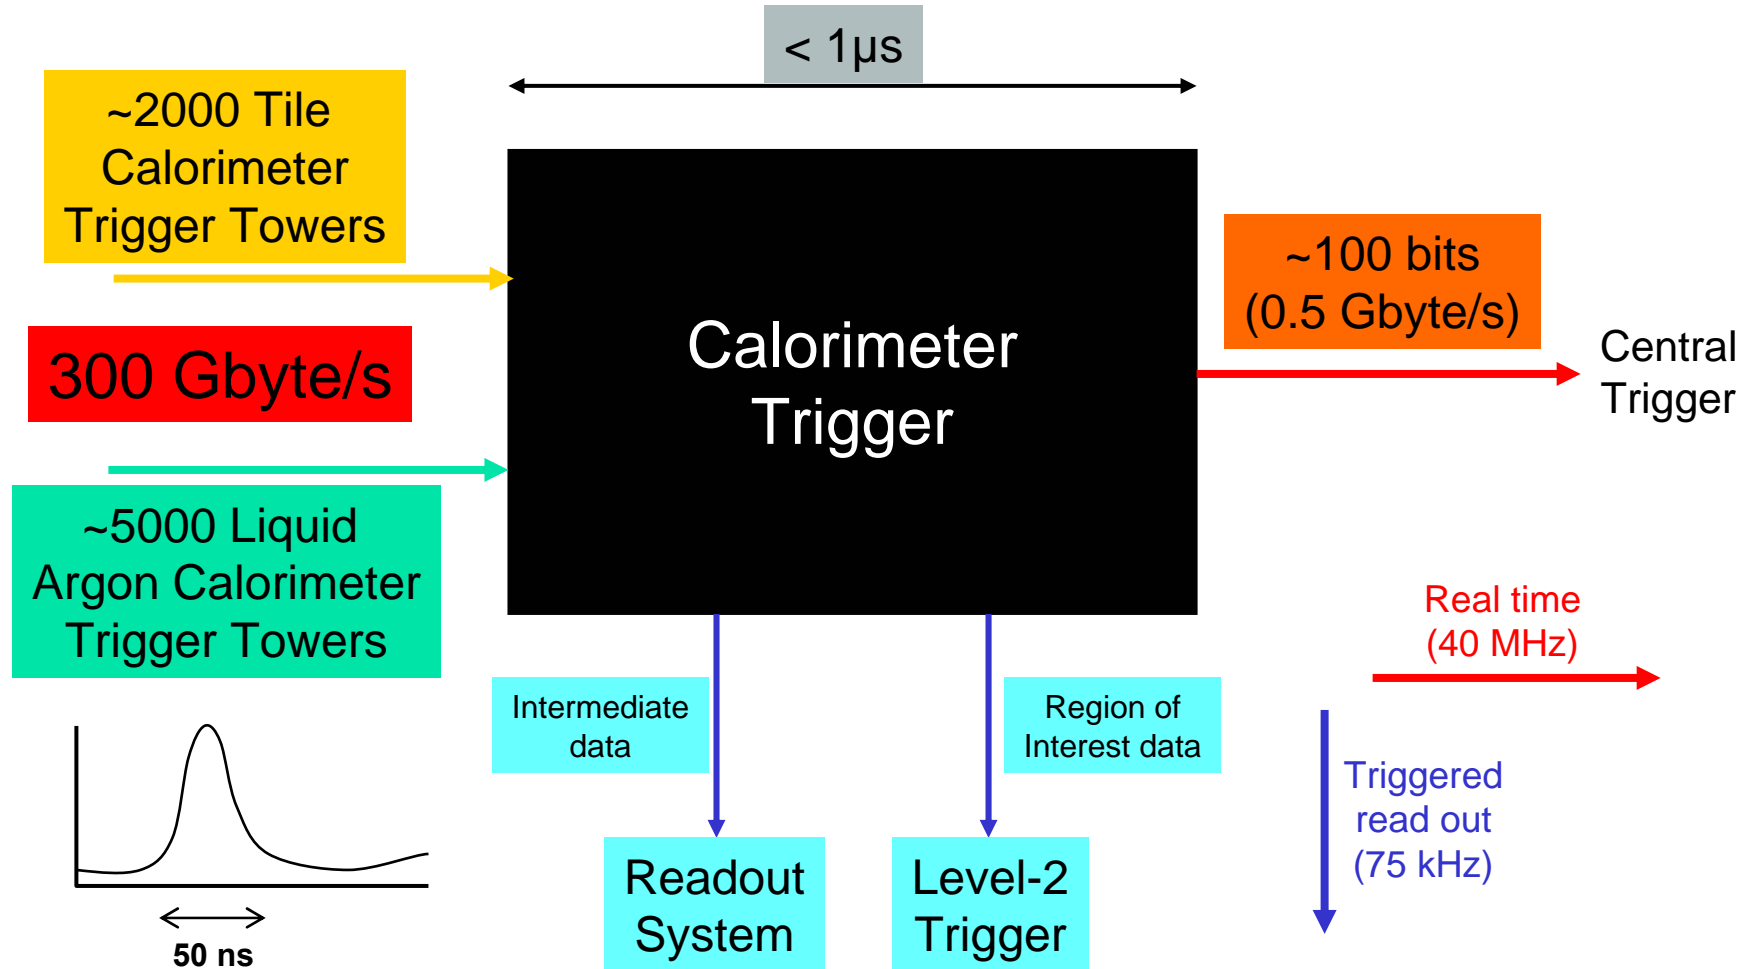 < 1µs
~2000 Tile
Calorimeter
Trigger Towers
300 Gbyte/s
~5000 Liquid
Argon Calorimeter
Trigger Towers
50 ns
Calorimeter
Trigger
~100 bits
(0.5 Gbyte/s)
Central
Trigger
Intermediate
data
Region of
Interest data
Readout
System
Level-2
Trigger
Real time
(40 MHz)
Triggered
read out
(75 kHz)